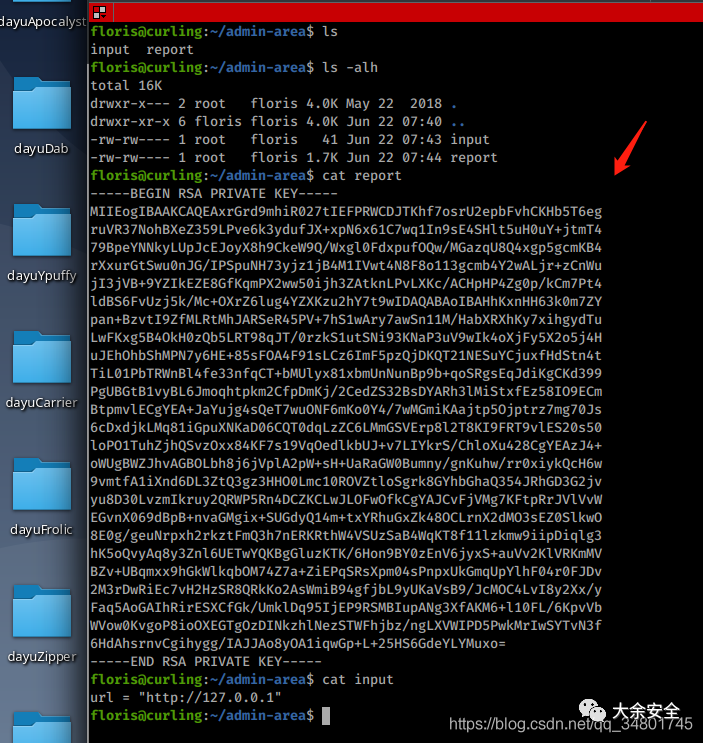 dayuApocalyst
dayuDab
dayuYpuffy
dayuCarrier
dayuFrolic
dayuZipper
floris@curling:~/admin-area$ ls
input  report
floris@curling:~/admin-area$ ls -alh
total 16K
drwxr-x--- 2 root   floris 4.0K May 22  2018 .
drwxr-xr-x 6 floris floris 4.0K Jun 22 07:40 ..
-rw-rw---- 1 root   floris   41 Jun 22 07:43 input
-rw-rw---- 1 root   floris 1.7K Jun 22 07:44 report
floris@curling:~/admin-area$ cat report
-----BEGIN RSA PRIVATE KEY-----
MIIEogIBAAKCAQEAxrGrd9mhiR027tIEFPRWCDJTKhf7osrU2epbFvhCKHb5T6eg
ruVR37NohBXeZ359LPve6k3ydufJX+xpN6x61C7wq1In9sE4SHlt5uH0uY+jtmT4
79BpeYNNkyLUpJcEJoyX8h9CkeW9Q/Wxgl0FdxpufOQw/MGazqU8Q4xgp5gcmKB4
rXxurGtSwu0nJG/IPSpuNH73yjz1jB4M1IVwt4N8F8o113gcmb4Y2wALjr+zCnWu
jI3jVB+9YZIkEZE8GfKqmPX2ww50ijh3ZAtknLPvLXKc/ACHpHP4Zg0p/kCm7Pt4
ldBS6FvUzj5k/Mc+OXrZ6lug4YZXKzu2hY7t9wIDAQABAoIBAHhKxnHH63k0m7ZY
pan+BzvtI9ZfMLRtMhJARSeR45PV+7hS1wAry7awSn11M/HabXRXhKy7xihgydTu
LwFKxg5B4OkH0zQb5LRT98qJT/0rzkS1utSNi93KNaP3uV9wIk4oXjFy5X2o5j4H
uJEhOhbShMPN7y6HE+85sFOA4F91sLCz6ImF5pzQjDKQT21NESuYCjuxfHdStn4t
TiL01PbTRWnBl4fe33nfqCT+bMUlyx81xbmUnNunBp9b+qoSRgsEqJdiKgCKd399
PgUBGtB1vyBL6Jmoqhtpkm2CfpDmKj/2CedZS32BsDYARh3lMiStxfEz58IO9ECm
BtpmvlECgYEA+JaYujg4sQeT7wuONF6mKo0Y4/7wMGmiKAajtp5Ojptrz7mg70Js
6cDxdjkLMq81iGpuXNKaD06CQT0dqLzZC6LMmGSVErp8l2T8KI9FRT9vlES20s50
loPO1TuhZjhQSvzOxx84KF7s19VqOedlkbUJ+v7LIYkrS/ChloXu428CgYEAzJ4+
oWUgBWZJhvAGBOLbh8j6jVplA2pW+sH+UaRaGW0Bumny/gnKuhw/rr0xiykQcH6w
9vmtfA1iXnd6DL3ZtQ3gz3HHO0Lmc10ROVZtloSgrk8GYhbGhaQ354JRhGD3G2jv
yu8D30LvzmIkruy2QRWP5Rn4DCZKCLwJLOFwOfkCgYAJCvFjVMg7KFtpRrJVlVvW
EGvnX069dBpB+nvaGMgix+SUGdyQ14m+txYRhuGxZk48OCLrnX2dMO3sEZ0SlkwO
8E0g/geuNrpxh2rkztFmQ3h7nERKRthW4VSUzSaB4WqKT8f11lzkmw9iipDiqlg3
hK5oQvyAq8y3Znl6UETwYQKBgGluzKTK/6Hon9BY0zEnV6jyxS+auVv2KlVRKmMV
BZv+UBqmxx9hGkWlkqbOM74Z7a+ZiEPqSRsXpm04sPnpxUkGmqUpYlhF04r0FJDv
2M3rDwRiEc7vH2HzSR8QRkKo2AsWmiB94gfjbL9yUKaVsB9/JcMOC4LvI8y2Xx/y
Faq5AoGAIhRirESXCfGk/UmklDq95IjEP9RSMBIupANg3XfAKM6+l10FL/6KpvVb
WVow0KvgoP8ioOXEGTgOzDINkzhlNezSTWFhjbz/ngLXVWIPD5PwkMrIwSYTvN3f
6HdAhsrnvCgihygg/IAJJAo8yOA1iqwGp+L+25HS6GdeYLYMuxo=
-----END RSA PRIVATE KEY-----
floris@curling:~/admin-area$ cat input
url = "http://127.0.0.1"
floris@curling:~/admin-area$
大余安全
https://blog.csdn.net/qq_34801745